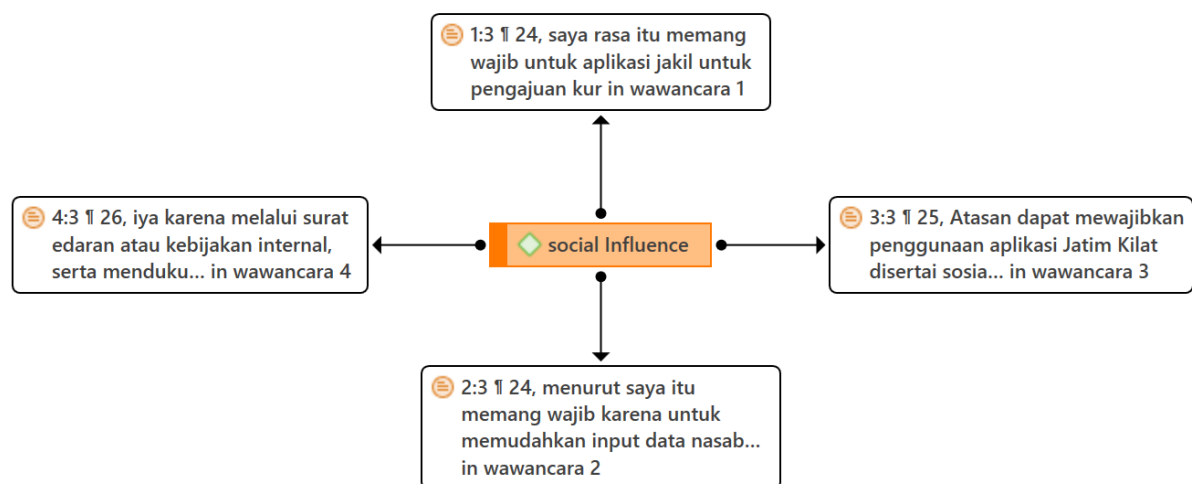 1:3 ¶ 24, saya rasa itu memang
wajib untuk aplikasi jakil untuk
pengajuan kur in wawancara 1
4:3 ¶ 26, iya karena melalui surat
edaran atau kebijakan internal,
serta menduku... in wawancara 4
social Influence
3:3 ¶ 25, Atasan dapat mewajibkan
penggunaan aplikasi Jatim Kilat
disertai sosia... in wawancara 3
2:3 ¶ 24, menurut saya itu
memang wajib karena untuk
memudahkan input data nasab...
in wawancara 2